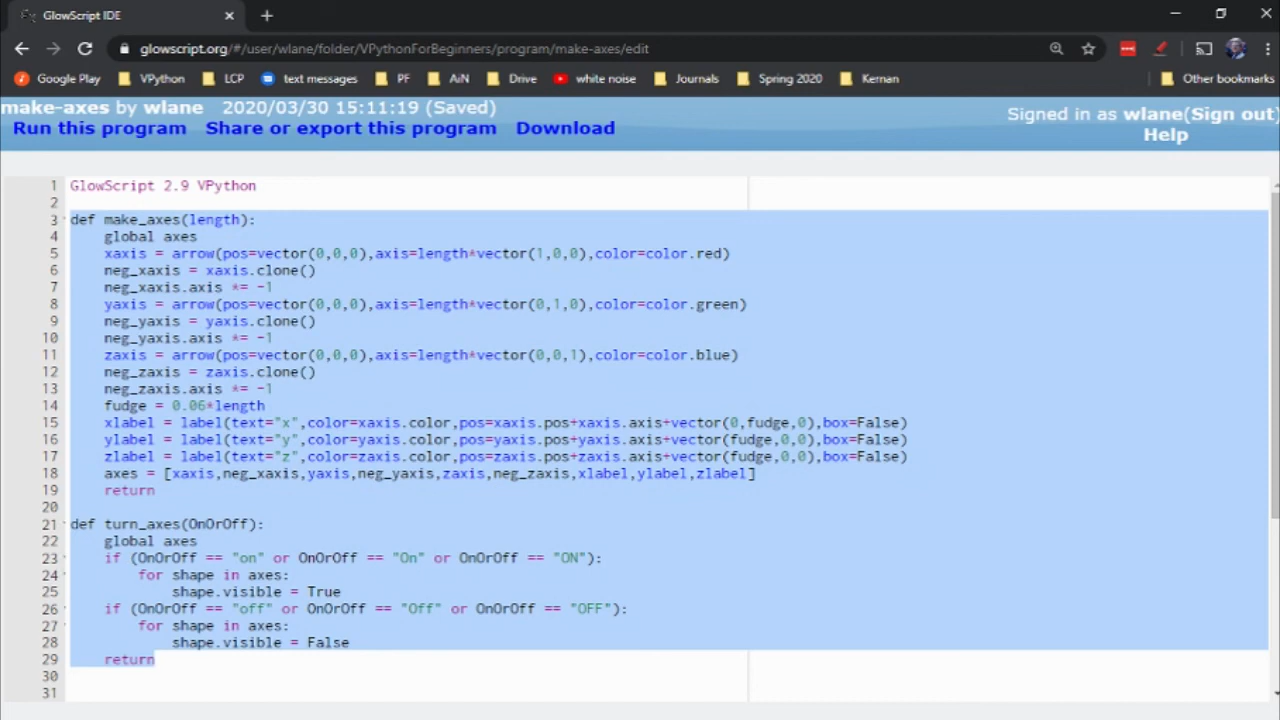 GlowScript IDE
glowscript.org/#/user/wlane/folder/VPythonForBeginners/program/make-axes/edit
Google Play VPython LCP text messages PF AiN Drive white noise Journals Spring 2020 Kernan Other bookmarks
make-axes by wlane 2020/03/30 15:11:19 (Saved) Signed in as wlane(Sign out)
Run this program Share or export this program Download Help
1 GlowScript 2.9 VPython
2
3 def make_axes(length):
4 global axes
5 xaxis = arrow(pos=vector(0,0,0),axis=length*vector(1,0,0),color=color.red)
6 neg_xaxis = xaxis.clone()
7 neg_xaxis.axis *= -1
8 yaxis = arrow(pos=vector(0,0,0),axis=length*vector(0,1,0),color=color.green)
9 neg_yaxis = yaxis.clone()
10 neg_yaxis.axis *= -1
11 zaxis = arrow(pos=vector(0,0,0),axis=length*vector(0,0,1),color=color.blue)
12 neg_zaxis = zaxis.clone()
13 neg_zaxis.axis *= -1
14 fudge = 0.06*length
15 xlabel = label(text="x",color=xaxis.color,pos=xaxis.pos+xaxis.axis+vector(0,fudge,0),box=False)
16 ylabel = label(text="y",color=yaxis.color,pos=yaxis.pos+yaxis.axis+vector(fudge,0,0),box=False)
17 zlabel = label(text="z",color=zaxis.color,pos=zaxis.pos+zaxis.axis+vector(fudge,0,0),box=False)
18 axes = [xaxis,neg_xaxis,yaxis,neg_yaxis,zaxis,neg_zaxis,xlabel,ylabel,zlabel]
19 return
20
21 def turn_axes(OnOrOff):
22 global axes
23 if (OnOrOff == "on" or OnOrOff == "On" or OnOrOff == "ON"):
24 for shape in axes:
25 shape.visible = True
26 if (OnOrOff == "off" or OnOrOff == "Off" or OnOrOff == "OFF"):
27 for shape in axes:
28 shape.visible = False
29 return
30
31